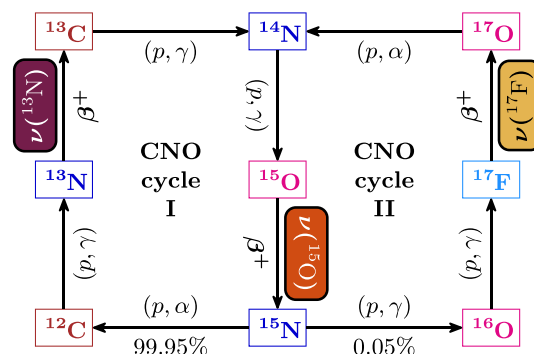 ¹³C
(p, γ)
¹⁴N
(p, α)
¹⁷O
ν(¹³N)
β⁺
(p, γ)
β⁺
ν(¹⁷F)
CNO
cycle
I
CNO
cycle
II
¹³N
¹⁵O
¹⁷F
(p, γ)
β⁺
ν(¹⁵O)
(p, γ)
¹²C
(p, α)
99.95%
¹⁵N
(p, γ)
0.05%
¹⁶O